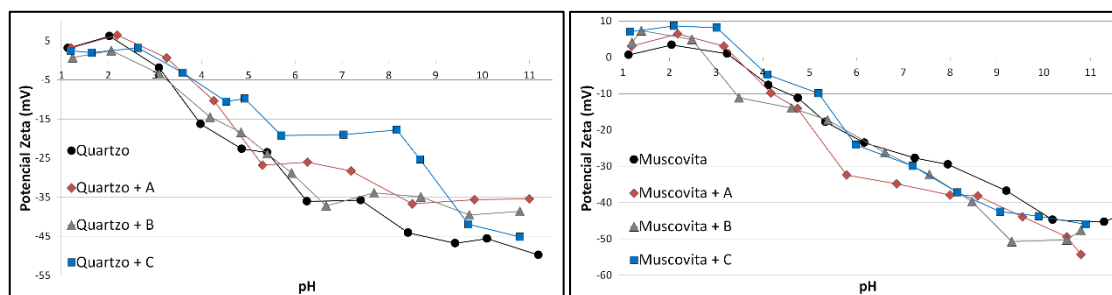 Potencial Zeta (mV)
5
-5
-15
-25
-35
-45
-55
1 2 3 4 5 6 7 8 9 10 11
Quartzo
Quartzo + A
Quartzo + B
Quartzo + C
pH
Potencial Zeta (mV)
10
0
-10
-20
-30
-40
-50
-60
1 2 3 4 5 6 7 8 9 10 11
Muscovita
Muscovita + A
Muscovita + B
Muscovita + C
pH